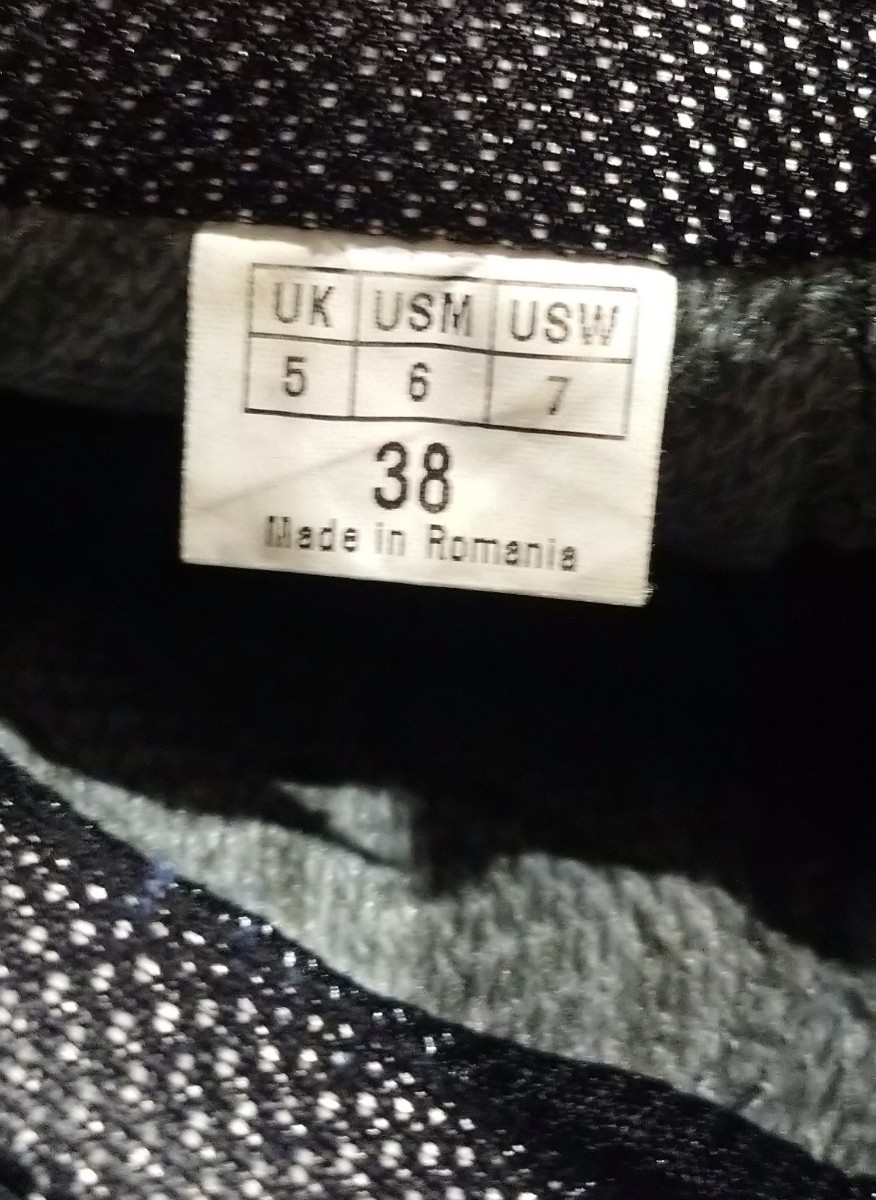 UK USM USW
5 6 7
38
Made in Romania